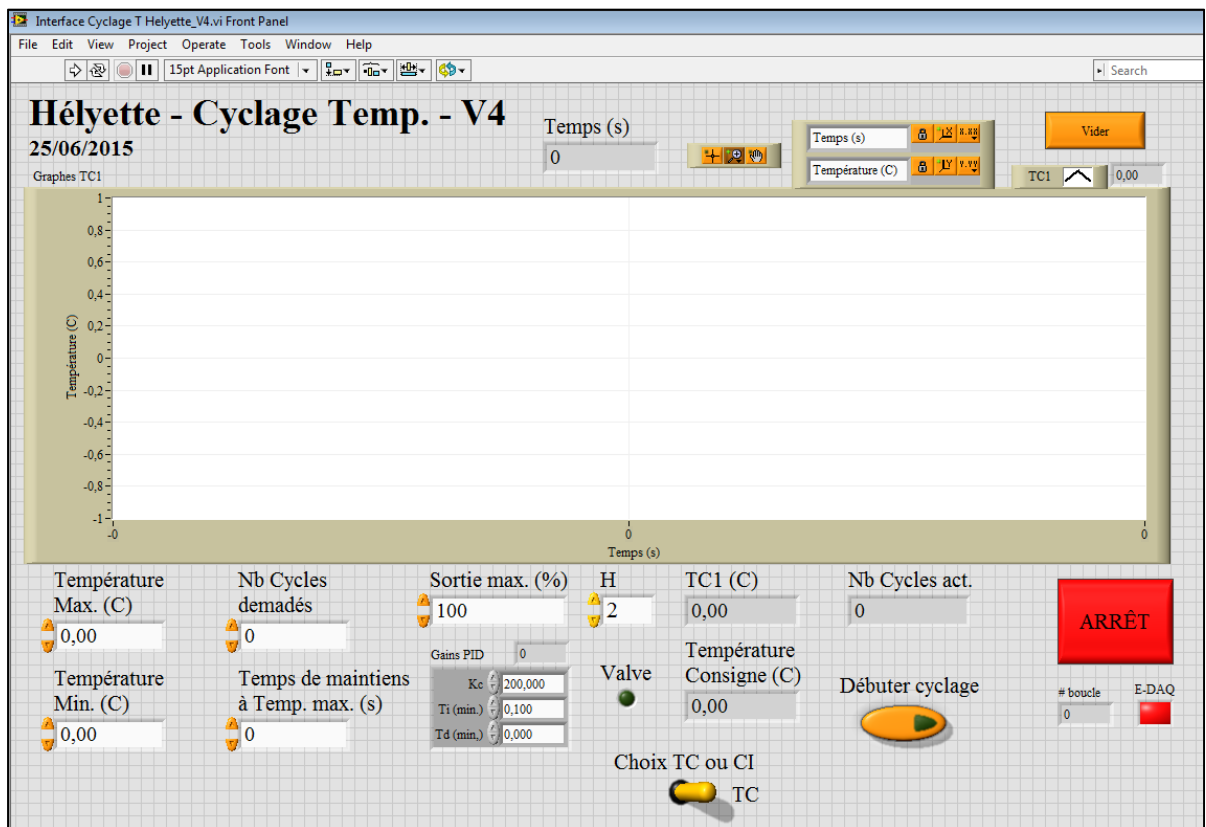 Interface Cyclage T Helyette_V4.vi Front Panel
File Edit View Project Operate Tools Window Help
15pt Application Font
Search
Hélyette - Cyclage Temp. - V4
25/06/2015
Temps (s)
0
Temps (s)
X X.XX
Température (C)
Y Y.YY
Vider
Graphes TC1
TC1
0,00
1
0,8
0,6
0,4
0,2
0
-0,2
-0,4
-0,6
-0,8
-1
Température (C)
-0
0
0
Temps (s)
Température
Max. (C)
0,00
Nb Cycles
demadés
0
Sortie max. (%)
100
H
2
TC1 (C)
0,00
Nb Cycles act.
0
ARRÊT
Température
Min. (C)
0,00
Temps de maintiens
à Temp. max. (s)
0
Gains PID
0
Kc
200,000
Ti (min.)
0,100
Td (min,)
0,000
Valve
Température
Consigne (C)
0,00
Débuter cyclage
# boucle
0
E-DAQ
Choix TC ou CI
TC